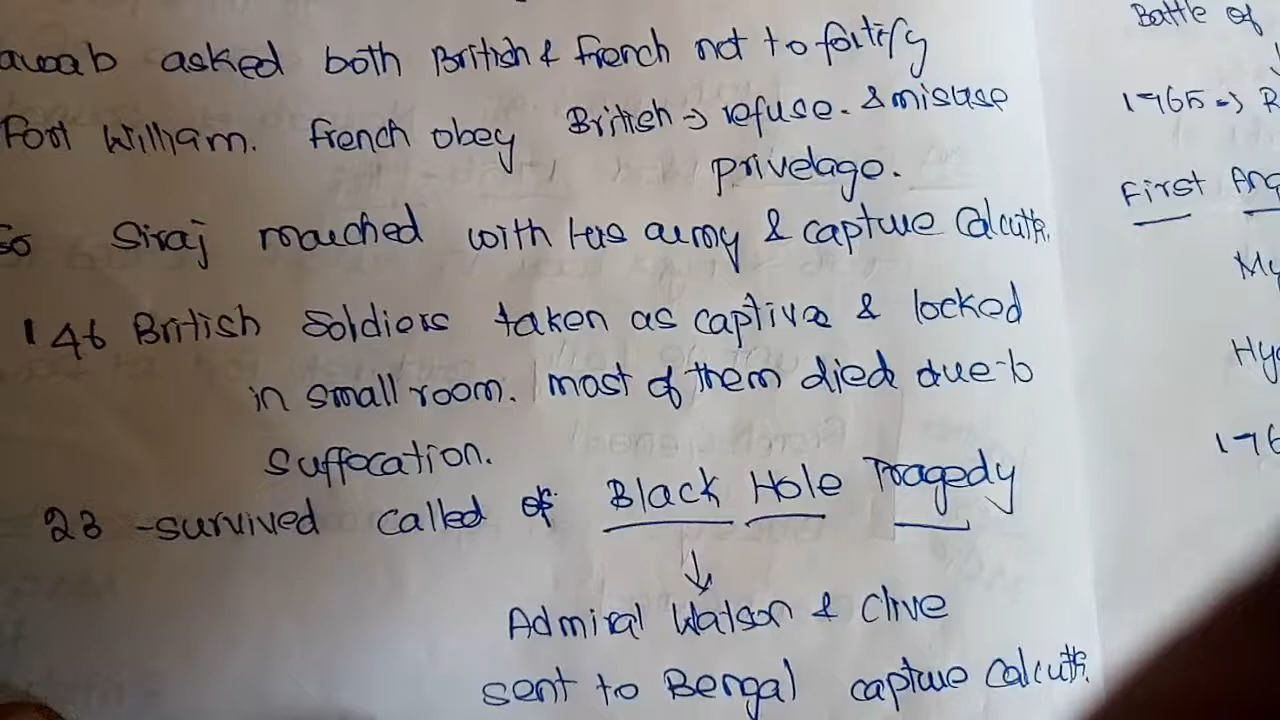 awab asked both British & French not to fortify
Fort William. French obey British → refuse. & misuse
privelage.
So Siraj marched with his army & capture Calcutta.
146 British Soldiers taken as captive & locked
in small room. most of them died due to
suffocation.
23 -survived called of Black Hole Tragedy
↓
Admiral Watson & Clive
sent to Bengal capture Calcutta.
Battle of
↓
1765 → R
First Ang
My
Hy
176